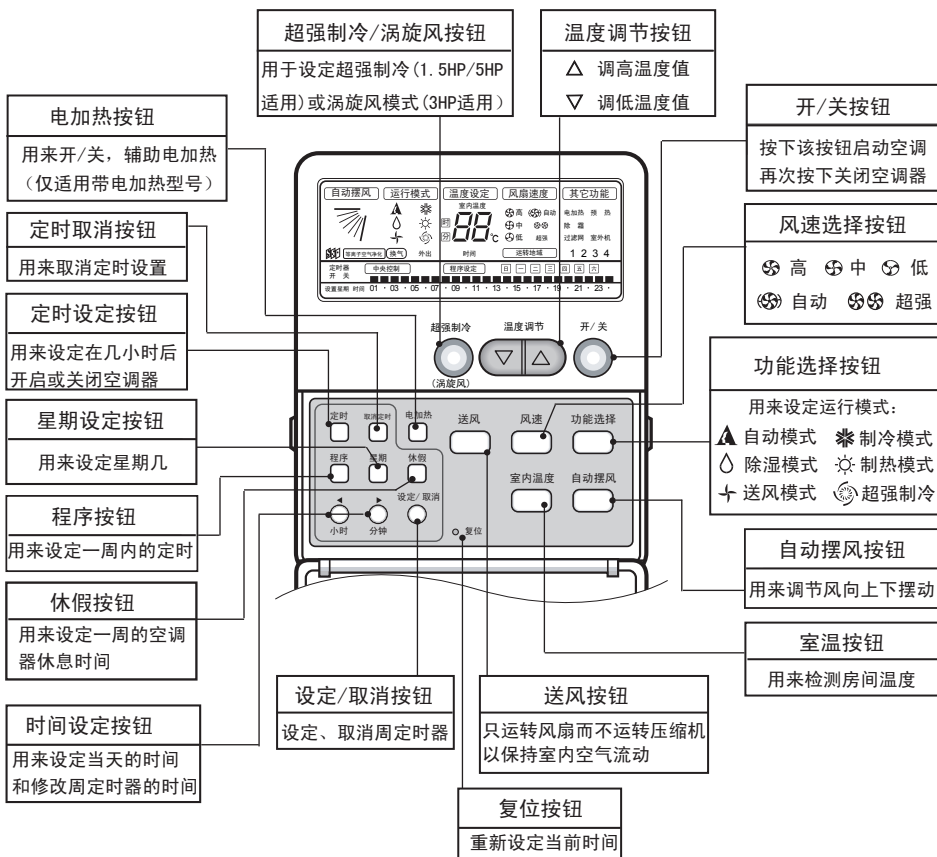 超强制冷/涡旋风按钮
用于设定超强制冷(1.5HP/5HP
适用)或涡旋风模式(3HP适用)
温度调节按钮
△ 调高温度值
▽ 调低温度值
电加热按钮
用来开/关，辅助电加热
（仅适用带电加热型号）
开/关按钮
按下该按钮启动空调
再次按下关闭空调器
定时取消按钮
用来取消定时设置
风速选择按钮
高 中 低
自动 超强
定时设定按钮
用来设定在几小时后
开启或关闭空调器
功能选择按钮
用来设定运行模式：
自动模式 制冷模式
除湿模式 制热模式
送风模式 超强制冷
星期设定按钮
用来设定星期几
程序按钮
用来设定一周内的定时
自动摆风按钮
用来调节风向上下摆动
休假按钮
用来设定一周的空调
器休息时间
室温按钮
用来检测房间温度
时间设定按钮
用来设定当天的时间
和修改周定时器的时间
设定/取消按钮
设定、取消周定时器
送风按钮
只运转风扇而不运转压缩机
以保持室内空气流动
复位按钮
重新设定当前时间
自动摆风 运行模式 温度设定 风扇速度 其它功能
室内温度
时 88 ℃
分
高 自动 电加热 预 热
中 除 霜
低 超强 过滤网 室外机
等离子空气净化 换气 外出 时间 运转地域 1 2 3 4
定时器 中央控制 程序设定 日 一 二 三 四 五 六
开 关
设置星期 时间 01 · 03 · 05 · 07 · 09 · 11 · 13 · 15 · 17 · 19 · 21 · 23 ·
超强制冷 温度调节 开/关
▽ △
(涡旋风)
定时 取消定时 电加热 送风 风速 功能选择
程序 星期 休假 室内温度 自动摆风
◀ ▶ 设定/取消
小时 分钟 复位